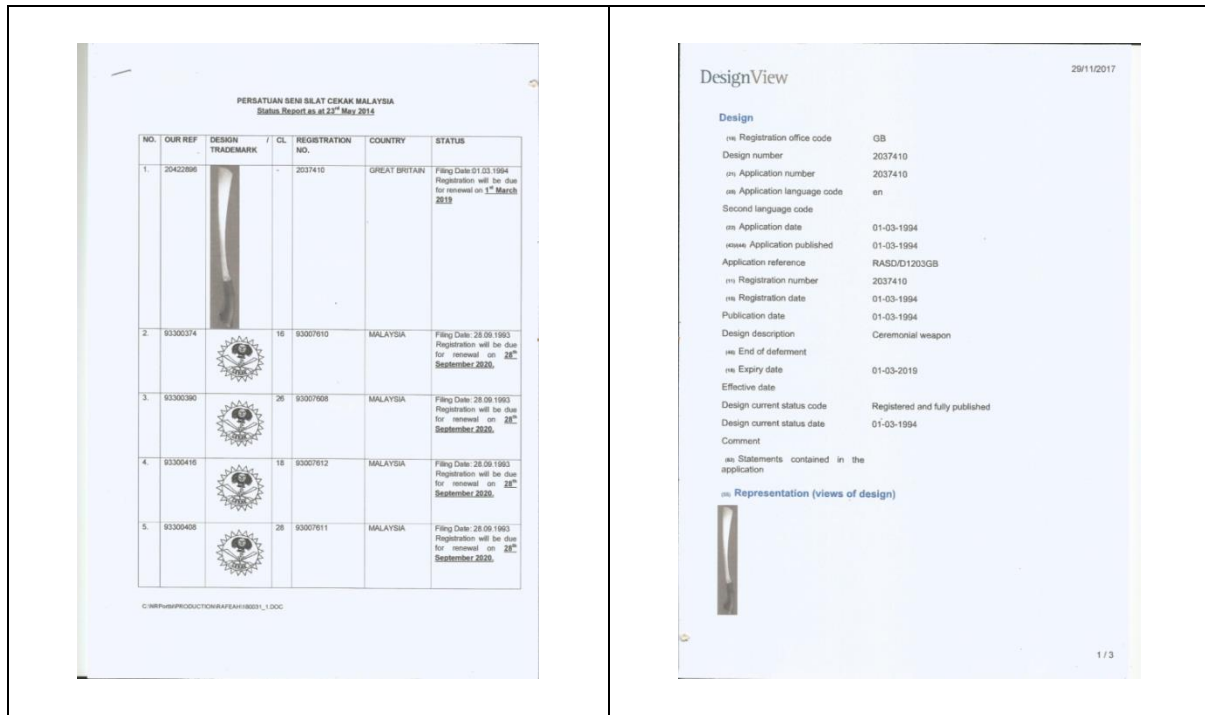 PERSATUAN SENI SILAT CEKAK MALAYSIA
Status Report as at 23rd May 2014
NO. OUR REF DESIGN / TRADEMARK CL REGISTRATION NO. COUNTRY STATUS
1. 20422896 - 2037410 GREAT BRITAIN Filing Date:01.03.1994
Registration will be due
for renewal on 1st March
2019
2. 93300374 16 93007610 MALAYSIA Filing Date: 28.09.1993
Registration will be due
for renewal on 28th
September 2020.
3. 93300390 26 93007608 MALAYSIA Filing Date: 28.09.1993
Registration will be due
for renewal on 28th
September 2020.
4. 93300416 18 93007612 MALAYSIA Filing Date: 28.09.1993
Registration will be due
for renewal on 28th
September 2020.
5. 93300408 28 93007611 MALAYSIA Filing Date: 28.09.1993
Registration will be due
for renewal on 28th
September 2020.
29/11/2017
DesignView
Design
Registration office code GB
Design number 2037410
(21) Application number 2037410
Application language code en
Second language code
Application date 01-03-1994
Application published 01-03-1994
Application reference RASD/D1203GB
(11) Registration number 2037410
Registration date 01-03-1994
Publication date 01-03-1994
Design description Ceremonial weapon
End of deferment
Expiry date 01-03-2019
Effective date
Design current status code Registered and fully published
Design current status date 01-03-1994
Comment
Statements contained in the
application
Representation (views of design)
1 / 3